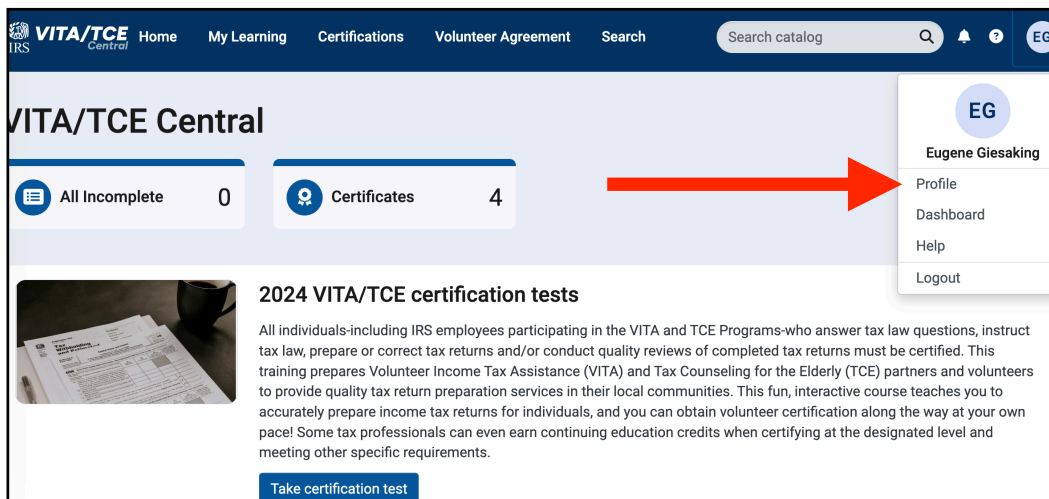 IRS VITA/TCE Central Home My Learning Certifications Volunteer Agreement Search Search catalog ? EG
VITA/TCE Central
EG
Eugene Giesaking
Profile
Dashboard
Help
Logout
All Incomplete 0
Certificates 4
Tax Withholding and Estimated
2024 VITA/TCE certification tests
All individuals-including IRS employees participating in the VITA and TCE Programs-who answer tax law questions, instruct
tax law, prepare or correct tax returns and/or conduct quality reviews of completed tax returns must be certified. This
training prepares Volunteer Income Tax Assistance (VITA) and Tax Counseling for the Elderly (TCE) partners and volunteers
to provide quality tax return preparation services in their local communities. This fun, interactive course teaches you to
accurately prepare income tax returns for individuals, and you can obtain volunteer certification along the way at your own
pace! Some tax professionals can even earn continuing education credits when certifying at the designated level and
meeting other specific requirements.
Take certification test